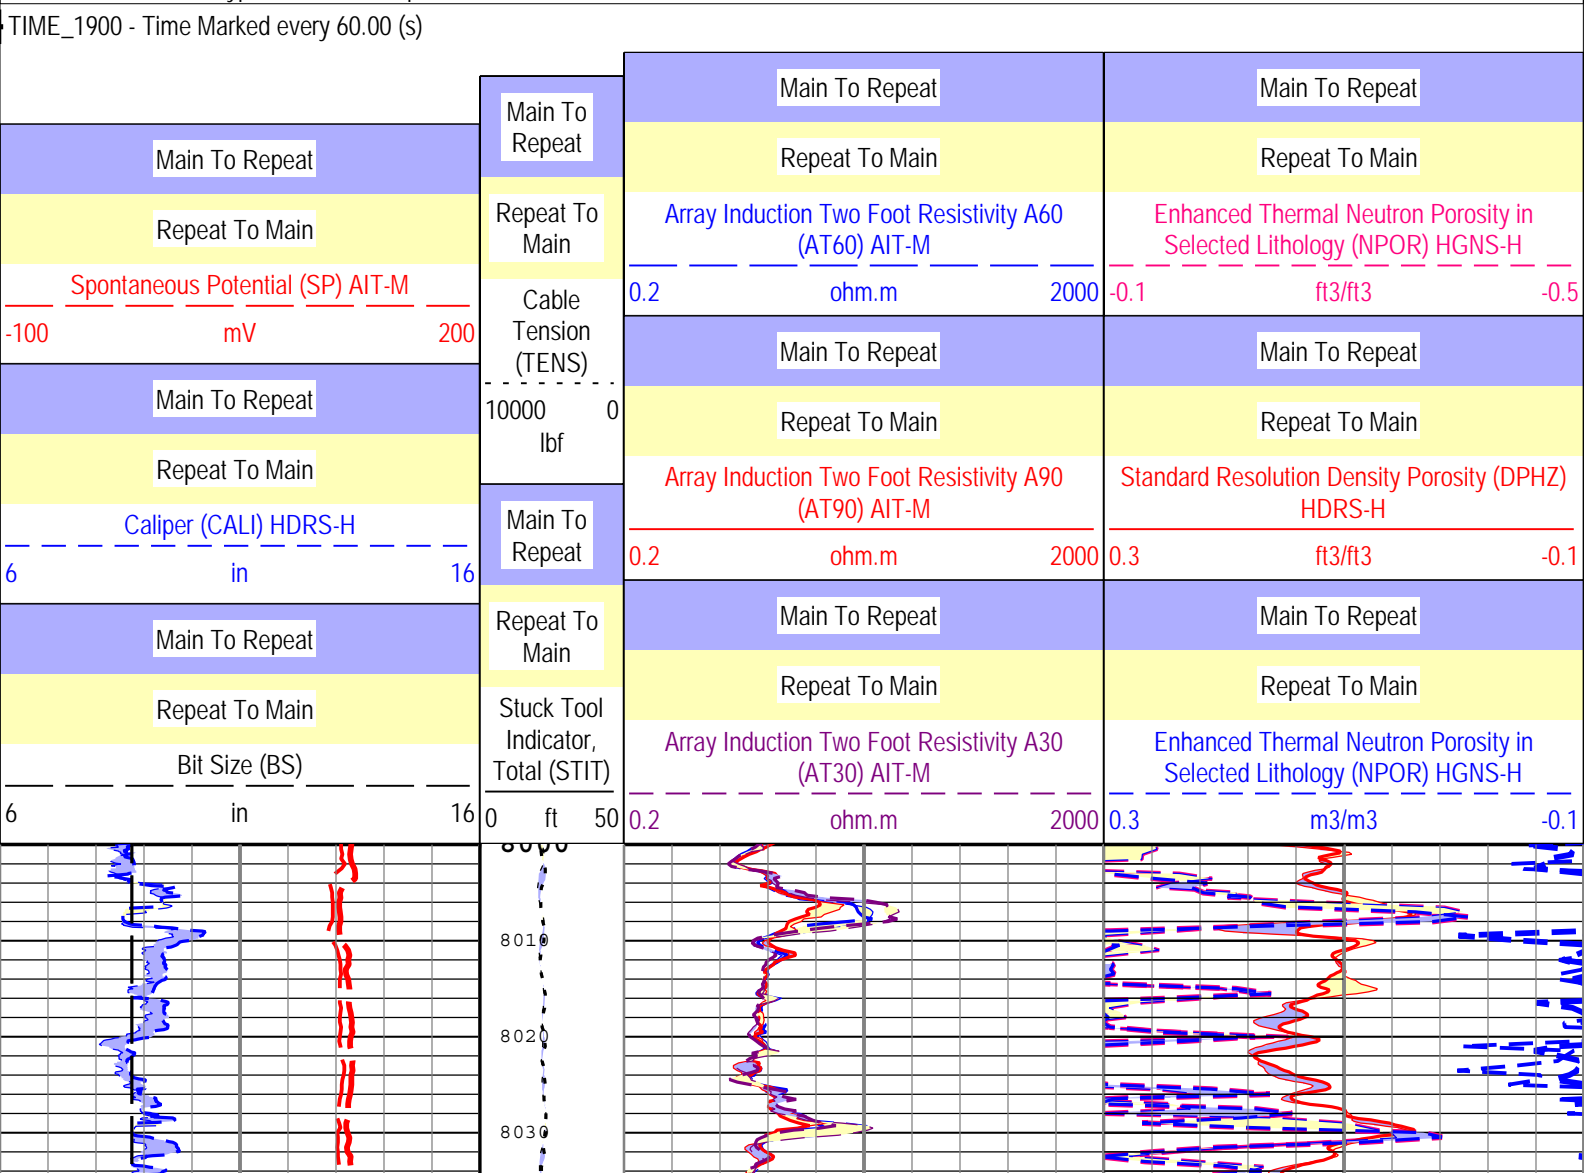 TIME_1900 - Time Marked every 60.00 (s)
Main To Repeat
Repeat To Main
Spontaneous Potential (SP) AIT-M
-100 mV 200
Main To Repeat
Repeat To Main
Caliper (CALI) HDRS-H
6 in 16
Main To Repeat
Repeat To Main
Bit Size (BS)
6 in 16
Main To
Repeat
Repeat To
Main
Cable
Tension
(TENS)
10000 0
lbf
Main To
Repeat
Repeat To
Main
Stuck Tool
Indicator,
Total (STIT)
0 ft 50
Main To Repeat
Repeat To Main
Array Induction Two Foot Resistivity A60
(AT60) AIT-M
0.2 ohm.m 2000
Main To Repeat
Repeat To Main
Array Induction Two Foot Resistivity A90
(AT90) AIT-M
0.2 ohm.m 2000
Main To Repeat
Repeat To Main
Array Induction Two Foot Resistivity A30
(AT30) AIT-M
0.2 ohm.m 2000
Main To Repeat
Repeat To Main
Enhanced Thermal Neutron Porosity in
Selected Lithology (NPOR) HGNS-H
-0.1 ft3/ft3 -0.5
Main To Repeat
Repeat To Main
Standard Resolution Density Porosity (DPHZ)
HDRS-H
0.3 ft3/ft3 -0.1
Main To Repeat
Repeat To Main
Enhanced Thermal Neutron Porosity in
Selected Lithology (NPOR) HGNS-H
0.3 m3/m3 -0.1
8000
8010
8020
8030